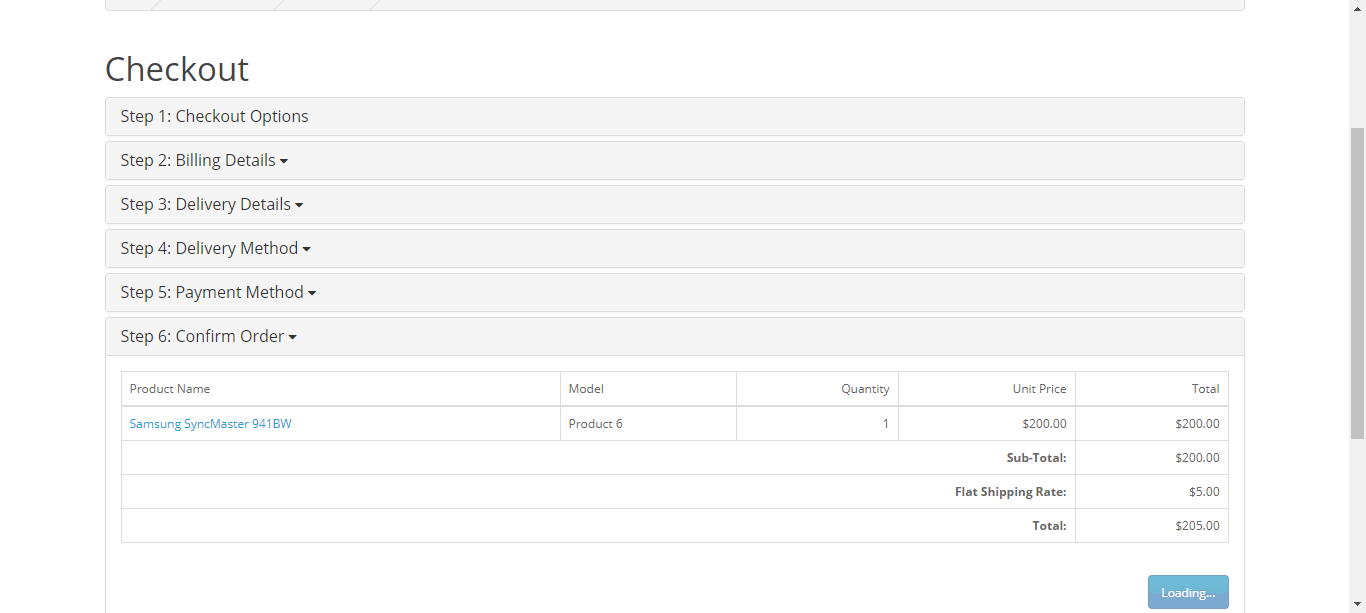 Checkout
Step 1: Checkout Options
Step 2: Billing Details
Step 3: Delivery Details
Step 4: Delivery Method
Step 5: Payment Method
Step 6: Confirm Order
Product Name Model Quantity Unit Price Total
Samsung SyncMaster 941BW Product 6 1 $200.00 $200.00
Sub-Total: $200.00
Flat Shipping Rate: $5.00
Total: $205.00
Loading...